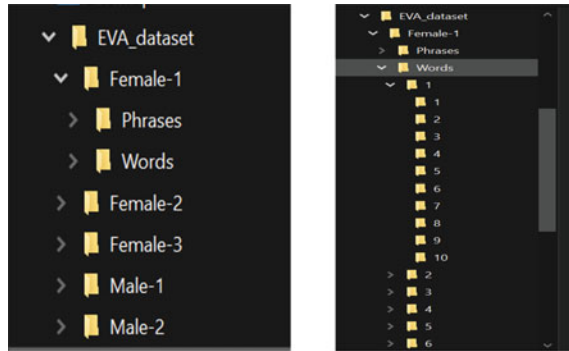 EVA_dataset
Female-1
Phrases
Words
Female-2
Female-3
Male-1
Male-2
EVA_dataset
Female-1
Phrases
Words
1
1
2
3
4
5
6
7
8
9
10
2
3
4
5
6